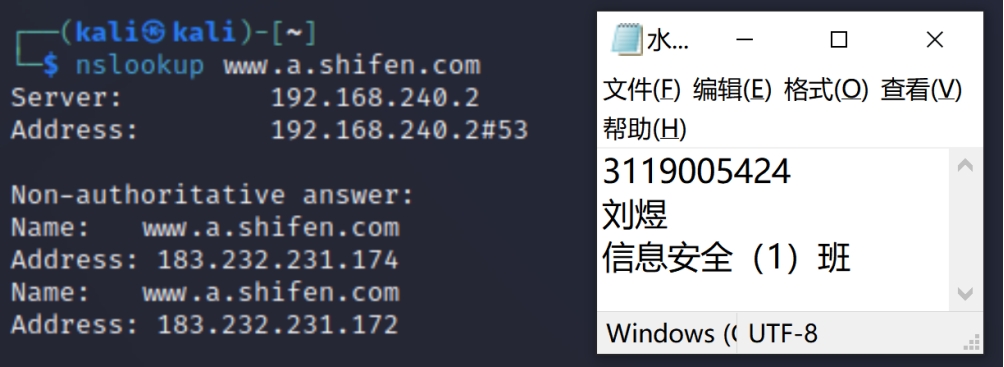 ┌──(kali㉿kali)-[~]
└─$ nslookup www.a.shifen.com
Server:         192.168.240.2
Address:        192.168.240.2#53
Non-authoritative answer:
Name:   www.a.shifen.com
Address: 183.232.231.174
Name:   www.a.shifen.com
Address: 183.232.231.172
水...
文件(F) 编辑(E) 格式(O) 查看(V)
帮助(H)
3119005424
刘煜
信息安全（1）班
Windows (
UTF-8